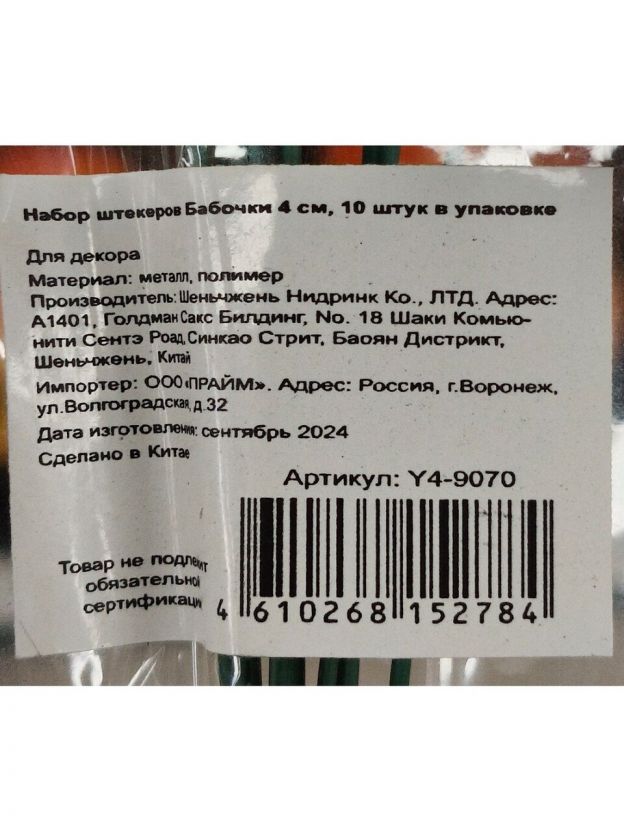 Набор штекеров Бабочки 4 см, 10 штук в упаковке
Для декора
Материал: металл, полимер
Производитель: Шеньчжень Нидринк Ко., ЛТД. Адрес:
А1401, Голдман Сакс Билдинг, No. 18 Шаки Комью-
нити Сентэ Роад, Синкао Стрит, Баоян Дистрикт,
Шеньчжень, Китай
Импортер: ООО «ПРАЙМ». Адрес: Россия, г.Воронеж,
ул.Волгоградская, д.32
Дата изготовления: сентябрь 2024
Сделано в Китае
Артикул: Y4-9070
Товар не подлежит
обязательной
сертификации
4 610268 152784